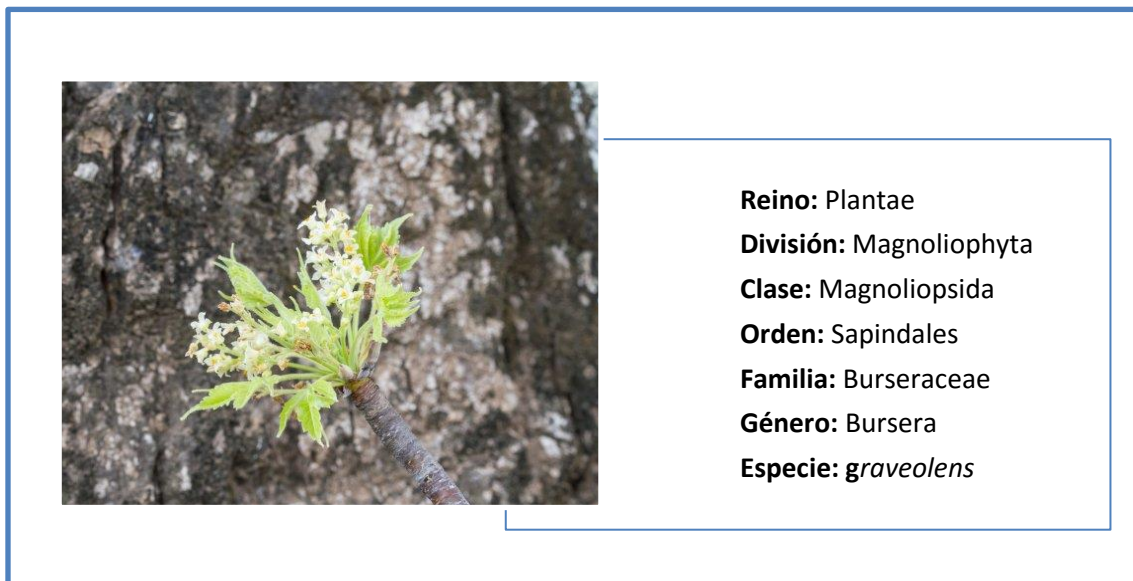 Reino: Plantae
División: Magnoliophyta
Clase: Magnoliopsida
Orden: Sapindales
Familia: Burseraceae
Género: Bursera
Especie: graveolens